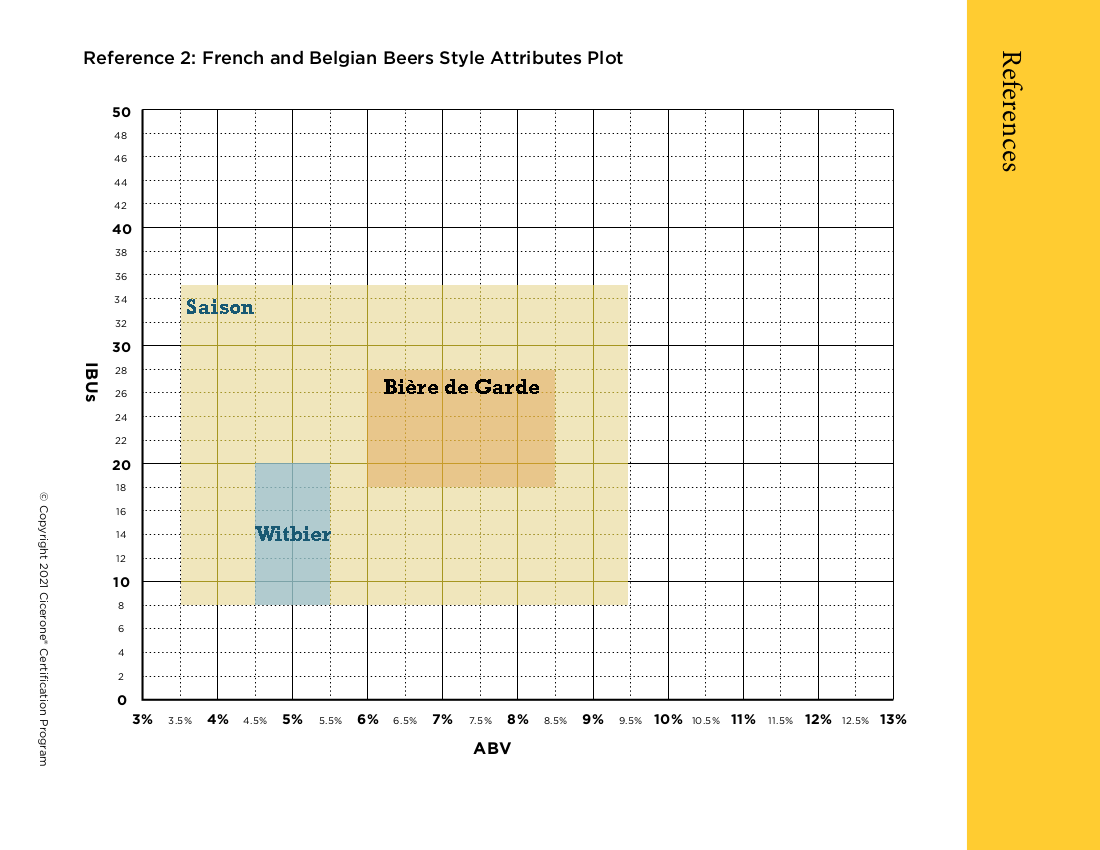 Reference 2: French and Belgian Beers Style Attributes Plot
References
50
48
46
44
42
40
38
36
34
32
30
28
26
24
22
20
18
16
14
12
10
8
6
4
2
0
IBUs
Saison
Bière de Garde
Witbier
3% 3.5% 4% 4.5% 5% 5.5% 6% 6.5% 7% 7.5% 8% 8.5% 9% 9.5% 10% 10.5% 11% 11.5% 12% 12.5% 13%
ABV
© Copyright 2021 Cicerone® Certification Program